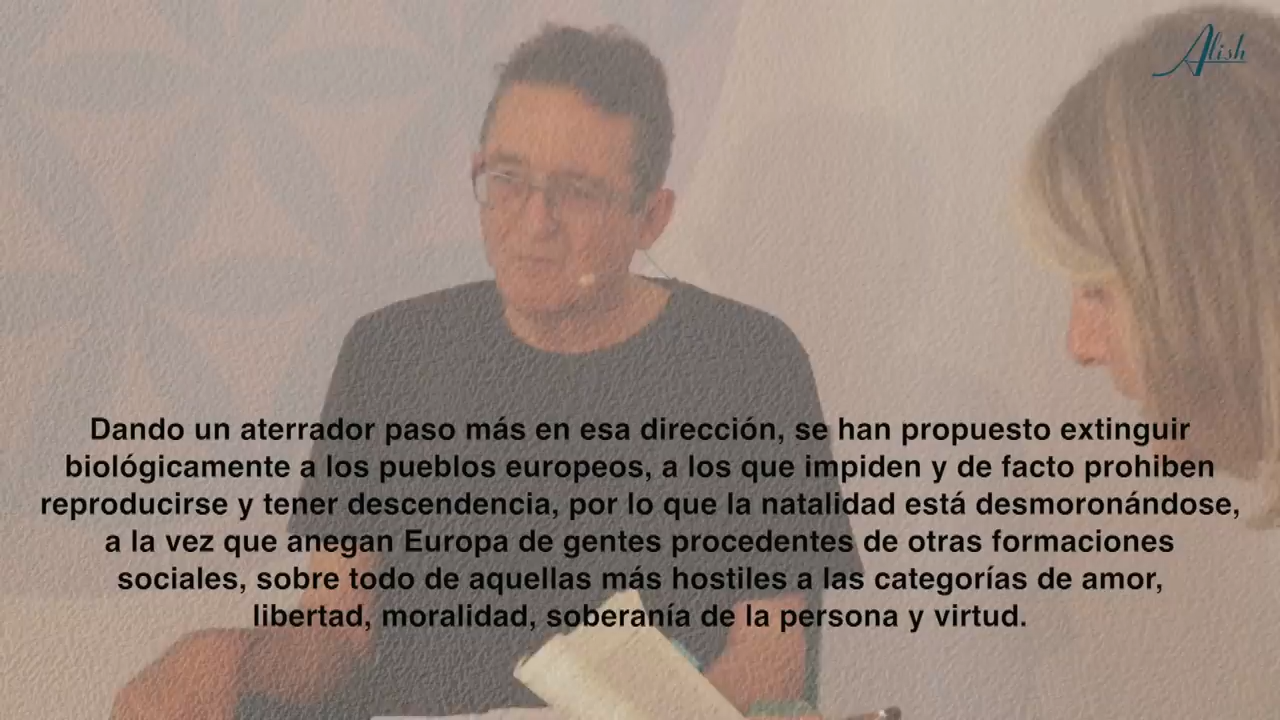 Alish
Dando un aterrador paso más en esa dirección, se han propuesto extinguir
biológicamente a los pueblos europeos, a los que impiden y de facto prohiben
reproducirse y tener descendencia, por lo que la natalidad está desmoronándose,
a la vez que anegan Europa de gentes procedentes de otras formaciones
sociales, sobre todo de aquellas más hostiles a las categorías de amor,
libertad, moralidad, soberanía de la persona y virtud.